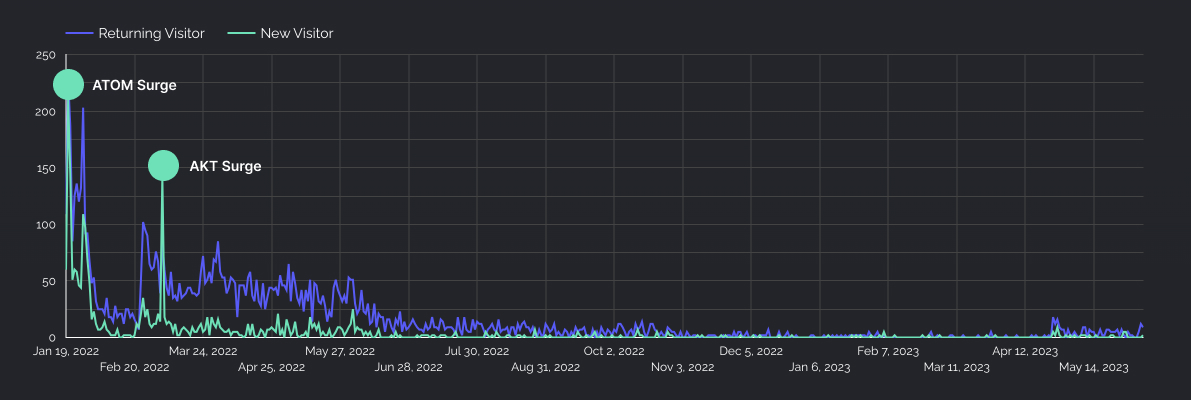 Returning Visitor New Visitor
250
ATOM Surge
200
150
AKT Surge
100
50
0
Jan 19, 2022 Mar 24, 2022 May 27, 2022 Jul 30, 2022 Oct 2, 2022 Dec 5, 2022 Feb 7, 2023 Apr 12, 2023
Feb 20, 2022 Apr 25, 2022 Jun 28, 2022 Aug 31, 2022 Nov 3, 2022 Jan 6, 2023 Mar 11, 2023 May 14, 2023